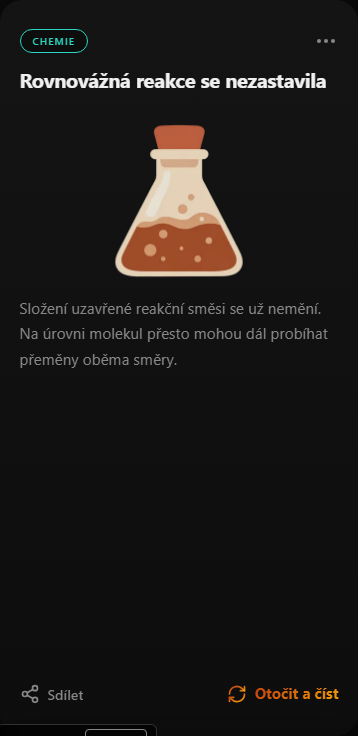 CHEMIE
Rovnovážná reakce se nezastavila
Složení uzavřené reakční směsi se už nemění.
Na úrovni molekul přesto mohou dál probíhat
přeměny oběma směry.
Sdílet
Otočit a číst